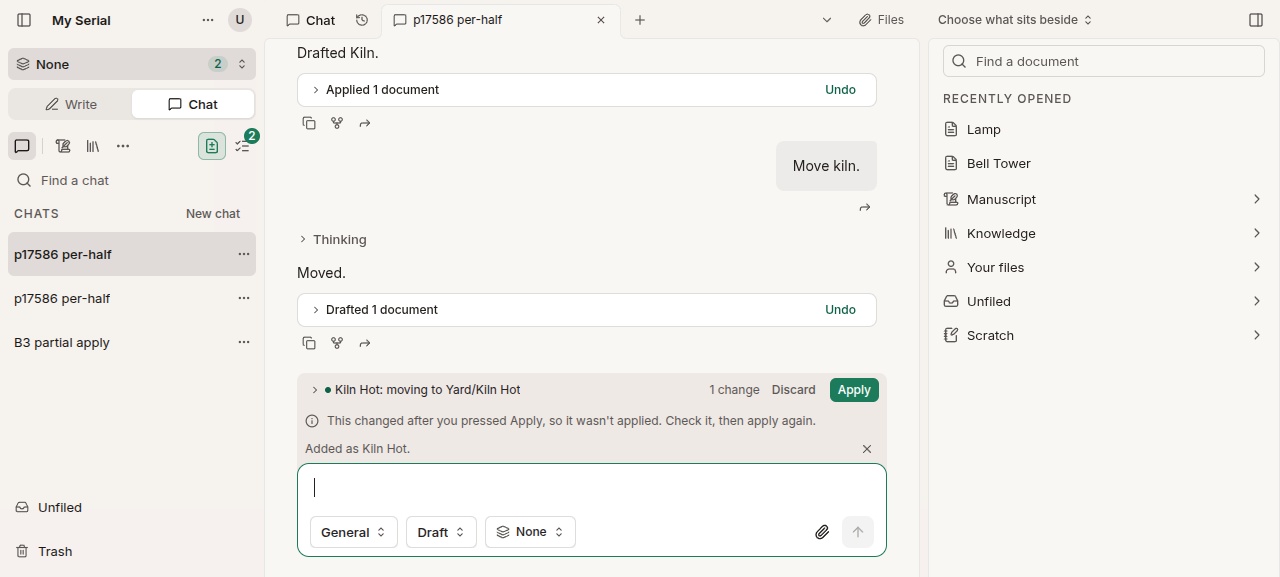 My Serial
U
None
2
Write
Chat
2
Find a chat
CHATS
New chat
p17586 per-half
p17586 per-half
B3 partial apply
Unfiled
Trash
Chat
p17586 per-half
Files
Drafted Kiln.
Applied 1 document
Undo
Move kiln.
Thinking
Moved.
Drafted 1 document
Undo
Kiln Hot: moving to Yard/Kiln Hot
1 change
Discard
Apply
This changed after you pressed Apply, so it wasn't applied. Check it, then apply again.
Added as Kiln Hot.
General
Draft
None
Choose what sits beside
Find a document
RECENTLY OPENED
Lamp
Bell Tower
Manuscript
Knowledge
Your files
Unfiled
Scratch